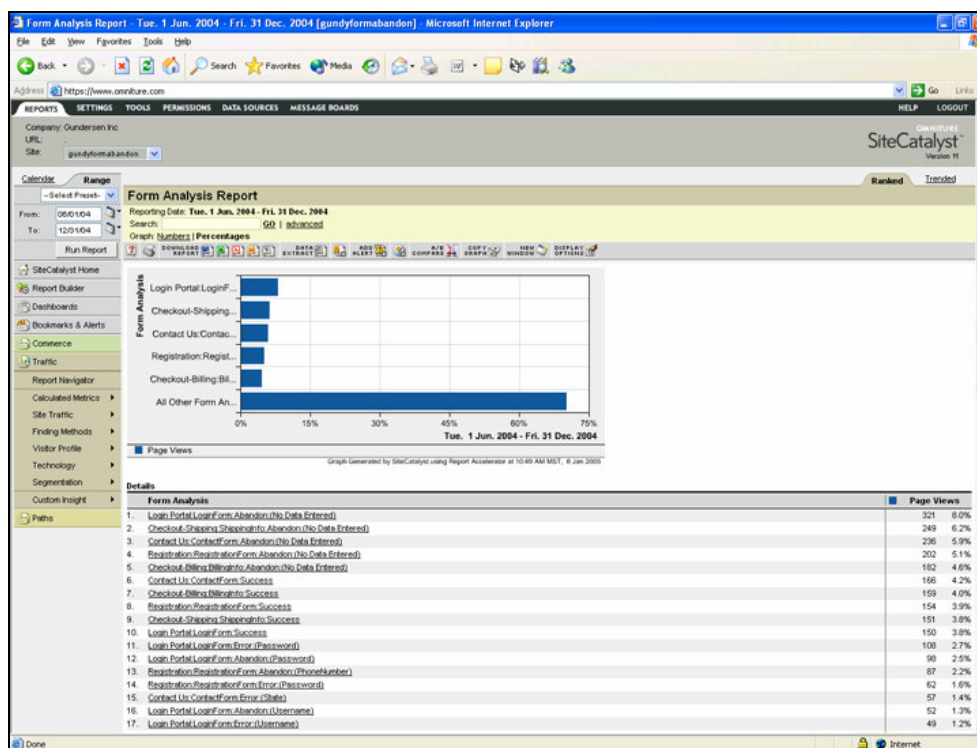 Form Analysis Report - Tue. 1 Jun. 2004 - Fri. 31 Dec. 2004 [gundyformabandon] - Microsoft Internet Explorer
File Edit View Favorites Tools Help
Back Search Favorites Media
Address https://www.omniture.com Go Links
REPORTS SETTINGS TOOLS PERMISSIONS DATA SOURCES MESSAGE BOARDS HELP LOGOUT
Company: Gundersen Inc
URL: .
Site: gundyformabandon
OMNITURE
SiteCatalyst™
Version 11
Calendar Range Ranked Trended
--Select Preset--
From: 06/01/04
To: 12/31/04
Run Report
Form Analysis Report
Reporting Date: Tue. 1 Jun. 2004 - Fri. 31 Dec. 2004
Search: GO | advanced
Graph: Numbers | Percentages
DOWNLOAD REPORT DATA EXTRACT ADD ALERT A/B COMPARE COPY GRAPH NEW WINDOW DISPLAY OPTIONS
SiteCatalyst Home
Report Builder
Dashboards
Bookmarks & Alerts
Commerce
Traffic
Report Navigator
Calculated Metrics
Site Traffic
Finding Methods
Visitor Profile
Technology
Segmentation
Custom Insight
Paths
Form Analysis
Login Portal:LoginF...
Checkout-Shipping...
Contact Us:Contac...
Registration:Regist...
Checkout-Billing:Bil...
All Other Form An...
0% 15% 30% 45% 60% 75%
Tue. 1 Jun. 2004 - Fri. 31 Dec. 2004
Page Views
Graph Generated by SiteCatalyst using Report Accelerator at 10:49 AM MST, 6 Jan 2005
Details
Form Analysis Page Views
1. Login Portal:LoginForm:Abandon:(No Data Entered) 321 8.0%
2. Checkout-Shipping:ShippingInfo:Abandon:(No Data Entered) 249 6.2%
3. Contact Us:ContactForm:Abandon:(No Data Entered) 236 5.9%
4. Registration:RegistrationForm:Abandon:(No Data Entered) 202 5.1%
5. Checkout-Billing:BillingInfo:Abandon:(No Data Entered) 182 4.6%
6. Contact Us:ContactForm:Success 166 4.2%
7. Checkout-Billing:BillingInfo:Success 159 4.0%
8. Registration:RegistrationForm:Success 154 3.9%
9. Checkout-Shipping:ShippingInfo:Success 151 3.8%
10. Login Portal:LoginForm:Success 150 3.8%
11. Login Portal:LoginForm:Error:(Password) 108 2.7%
12. Login Portal:LoginForm:Abandon:(Password) 98 2.5%
13. Registration:RegistrationForm:Abandon:(PhoneNumber) 87 2.2%
14. Registration:RegistrationForm:Error:(Password) 62 1.6%
15. Contact Us:ContactForm:Error:(State) 57 1.4%
16. Login Portal:LoginForm:Abandon:(Username) 52 1.3%
17. Login Portal:LoginForm:Error:(Username) 49 1.2%
Done Internet